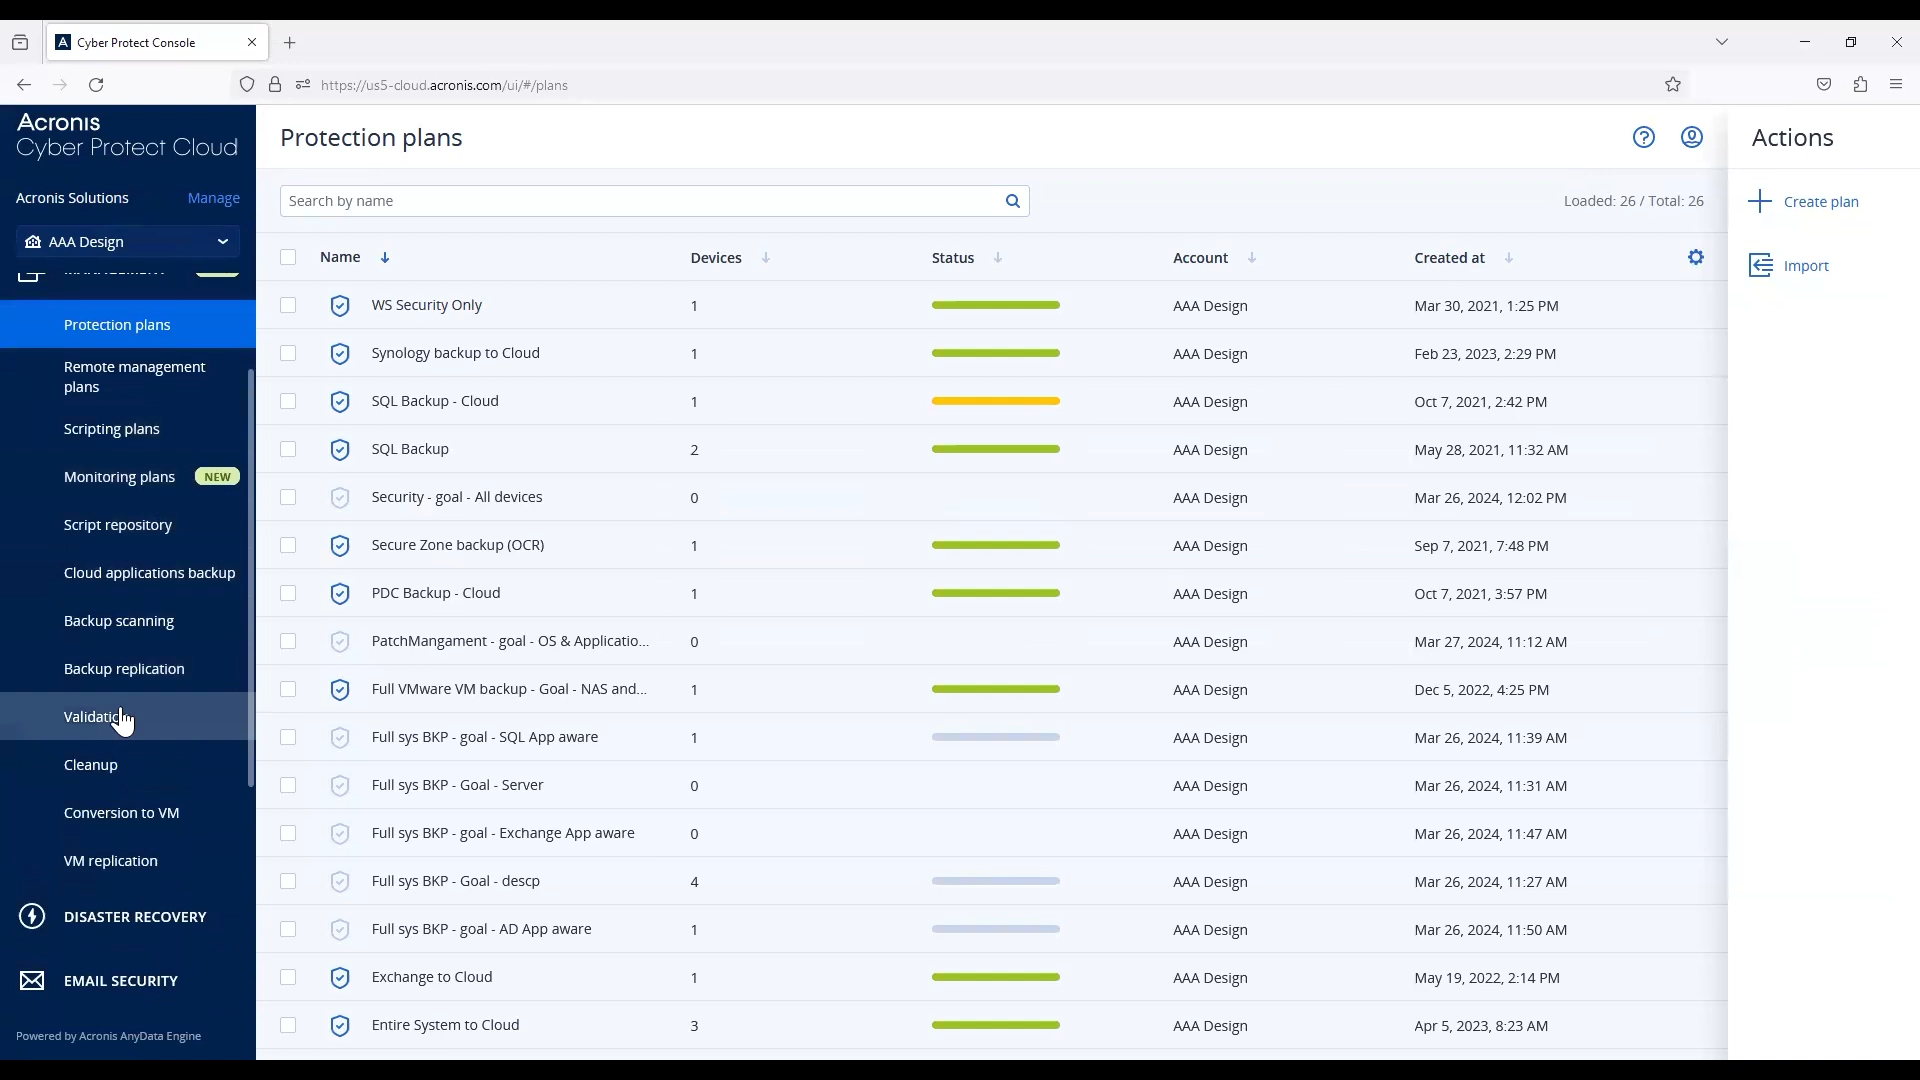 Cyber Protect Console
https://us5-cloud.acronis.com/ui/#/plans
Acronis
Cyber Protect Cloud
Acronis Solutions Manage
AAA Design
Protection plans
Remote management
plans
Scripting plans
Monitoring plans NEW
Script repository
Cloud applications backup
Backup scanning
Backup replication
Cleanup
Conversion to VM
VM replication
DISASTER RECOVERY
EMAIL SECURITY
Powered by Acronis AnyData Engine
Protection plans
Search by name
Loaded: 26 / Total: 26
Name Devices Status Account Created at
WS Security Only 1 AAA Design Mar 30, 2021, 1:25 PM
Synology backup to Cloud 1 AAA Design Feb 23, 2023, 2:29 PM
SQL Backup - Cloud 1 AAA Design Oct 7, 2021, 2:42 PM
SQL Backup 2 AAA Design May 28, 2021, 11:32 AM
Security - goal - All devices 0 AAA Design Mar 26, 2024, 12:02 PM
Secure Zone backup (OCR) 1 AAA Design Sep 7, 2021, 7:48 PM
PDC Backup - Cloud 1 AAA Design Oct 7, 2021, 3:57 PM
PatchMangament - goal - OS & Applicatio... 0 AAA Design Mar 27, 2024, 11:12 AM
Full VMware VM backup - Goal - NAS and... 1 AAA Design Dec 5, 2022, 4:25 PM
Full sys BKP - goal - SQL App aware 1 AAA Design Mar 26, 2024, 11:39 AM
Full sys BKP - Goal - Server 0 AAA Design Mar 26, 2024, 11:31 AM
Full sys BKP - goal - Exchange App aware 0 AAA Design Mar 26, 2024, 11:47 AM
Full sys BKP - Goal - descp 4 AAA Design Mar 26, 2024, 11:27 AM
Full sys BKP - goal - AD App aware 1 AAA Design Mar 26, 2024, 11:50 AM
Exchange to Cloud 1 AAA Design May 19, 2022, 2:14 PM
Entire System to Cloud 3 AAA Design Apr 5, 2023, 8:23 AM
Actions
Create plan
Import